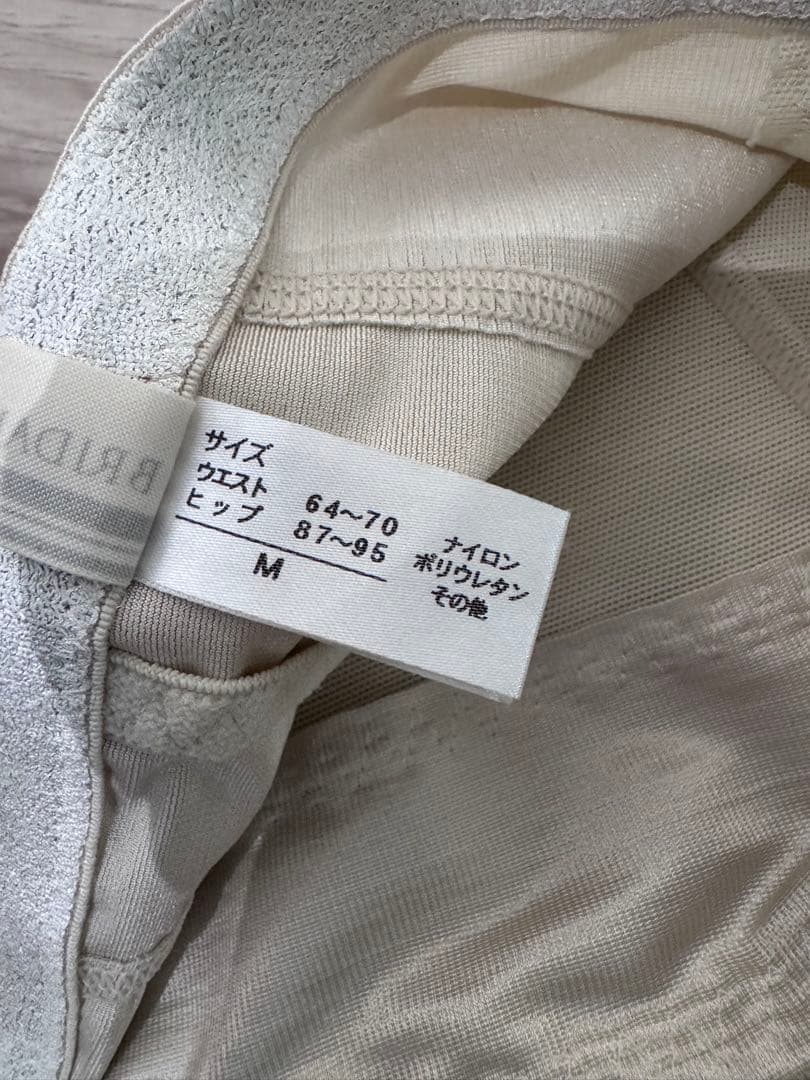 BRIDA
サイズ
ウエスト 64〜70
ヒップ 87〜95
M
ナイロン
ポリウレタン
その他